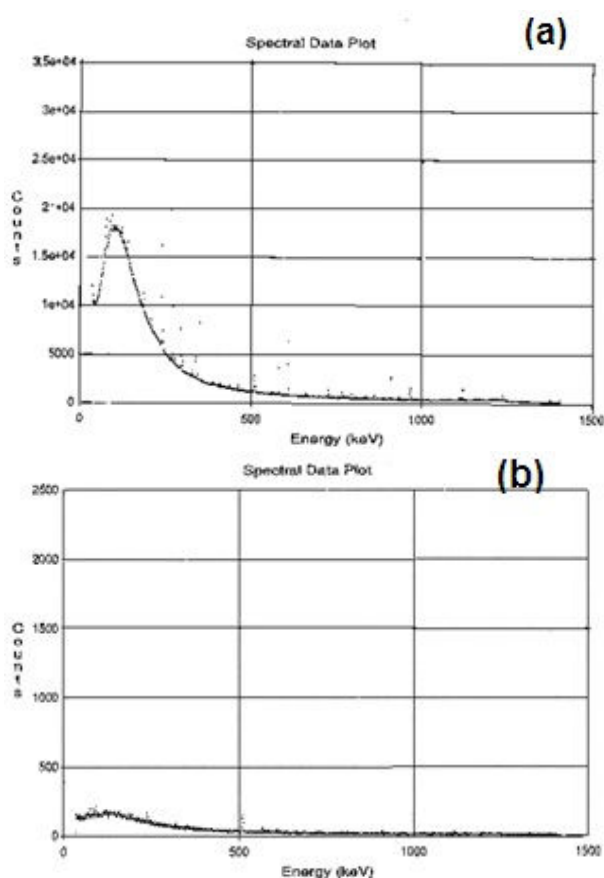 (a)
Spectral Data Plot
3.5e+04
3e+04
2.5e+04
2e+04
1.5e+04
1e+04
5000
0
Counts
0 500 1000 1500
Energy (keV)
Spectral Data Plot
(b)
2500
2000
1500
1000
500
0
Counts
0 500 1000 1500
Energy (keV)